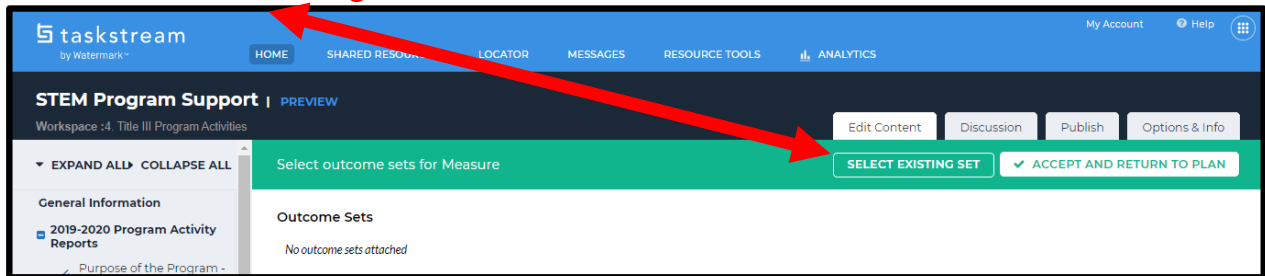 taskstream
by Watermark™
My Account Help
HOME SHARED LOCATOR MESSAGES RESOURCE TOOLS ANALYTICS
STEM Program Support | PREVIEW
Workspace :4. Title III Program Activities
Edit Content Discussion Publish Options & Info
EXPAND ALL COLLAPSE ALL
Select outcome sets for Measure
SELECT EXISTING SET ACCEPT AND RETURN TO PLAN
General Information
2019-2020 Program Activity
Reports
Purpose of the Program -
Outcome Sets
No outcome sets attached